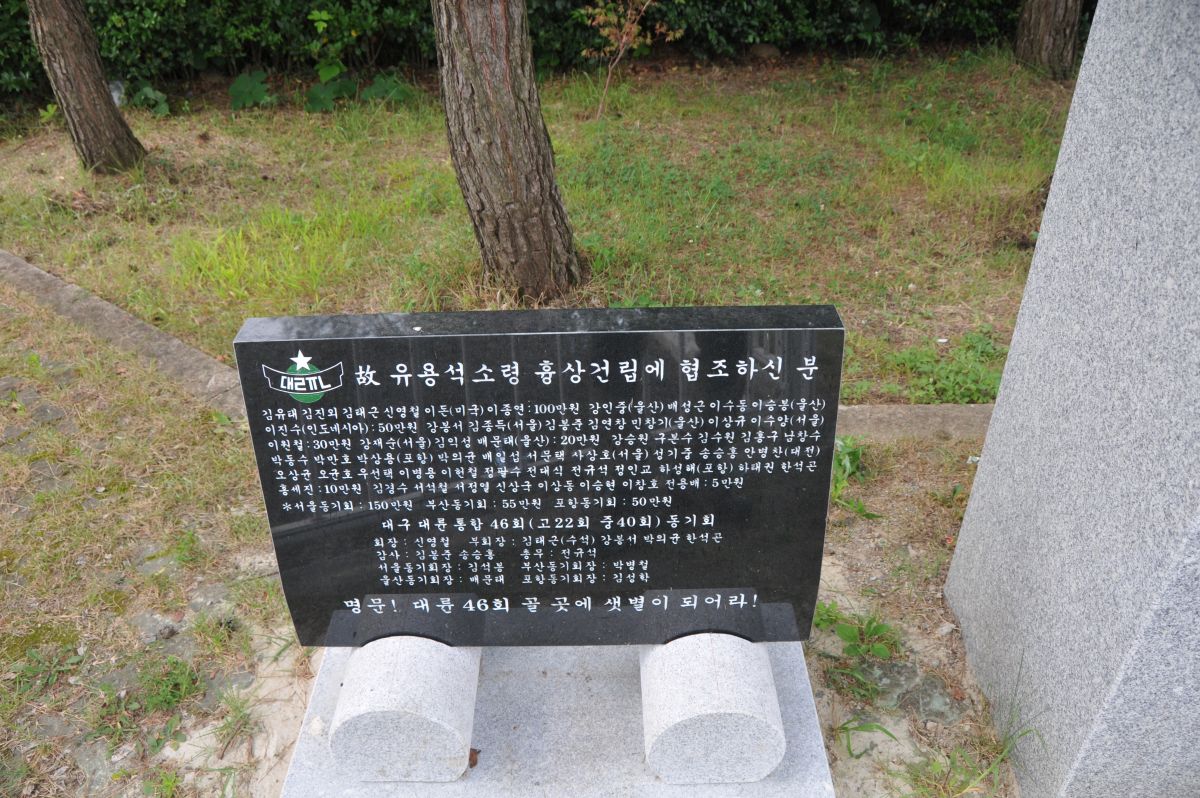 대륜
故 유용석소령 흉상건립에 협조하신 분
김유태 김진외 김태근 신영철 이돈(미국) 이종연:100만원 강인중(울산) 배성근 이수동 이승봉(울산)
이진수(인도네시아):50만원 강봉서 김종득(서울) 김봉준 김연창 민창기(울산) 이상규 이수양(서울)
이원철:30만원 강재순(서울) 김익성 배문태(울산):20만원 강승원 구본수 김수원 김홍구 남창수
박동수 박만호 박상용(포항) 박의균 배일섭 서문택 사상호(서울) 성기중 송승홍 안병찬(대전)
오상균 오균호 우선택 이병용 이헌철 정팔수 전대식 전규석 정인교 하성해(포항) 하태권 한석곤
홍세진:10만원 김경수 서석철 서정열 신상국 이상동 이승현 이창호 전용배:5만원
*서울동기회:150만원 부산동기회:55만원 포항동기회:50만원
대구 대륜통합 46회(고22회 중40회) 동기회
회장 : 신영철 부회장 : 김태근(수석) 강봉서 박의균 한석곤
감사 : 김봉준 송승홍 총무 : 전규석
서울동기회장 : 김석봉 부산동기회장 : 박병철
울산동기회장 : 배문태 포항동기회장 : 김성학
명문! 대륜 46회 골 곳에 샛별이 되어라!